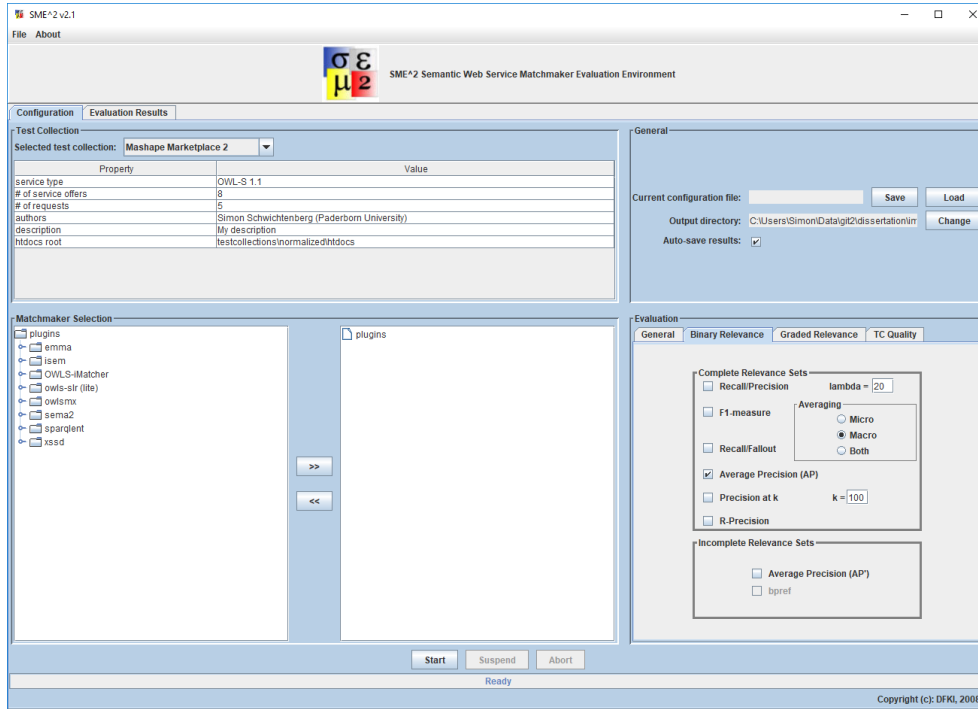 SME^2 v2.1
File About
σ ε
μ 2
SME^2 Semantic Web Service Matchmaker Evaluation Environment
Configuration Evaluation Results
Test Collection
Selected test collection: Mashape Marketplace 2
Property Value
service type OWL-S 1.1
# of service offers 8
# of requests 5
authors Simon Schwichtenberg (Paderborn University)
description My description
htdocs root testcollections\normalized\htdocs
General
Current configuration file: Save Load
Output directory: C:\Users\Simon\Data\git2\dissertation\im Change
Auto-save results:
Matchmaker Selection
plugins
emma
isem
OWLS-iMatcher
owls-slr (lite)
owlsmx
sema2
sparqlent
xssd
>>
<<
plugins
Evaluation
General Binary Relevance Graded Relevance TC Quality
Complete Relevance Sets
Recall/Precision lambda = 20
F1-measure
Averaging
Micro
Macro
Both
Recall/Fallout
Average Precision (AP)
Precision at k k = 100
R-Precision
Incomplete Relevance Sets
Average Precision (AP')
bpref
Start Suspend Abort
Ready
Copyright (c): DFKI, 2008